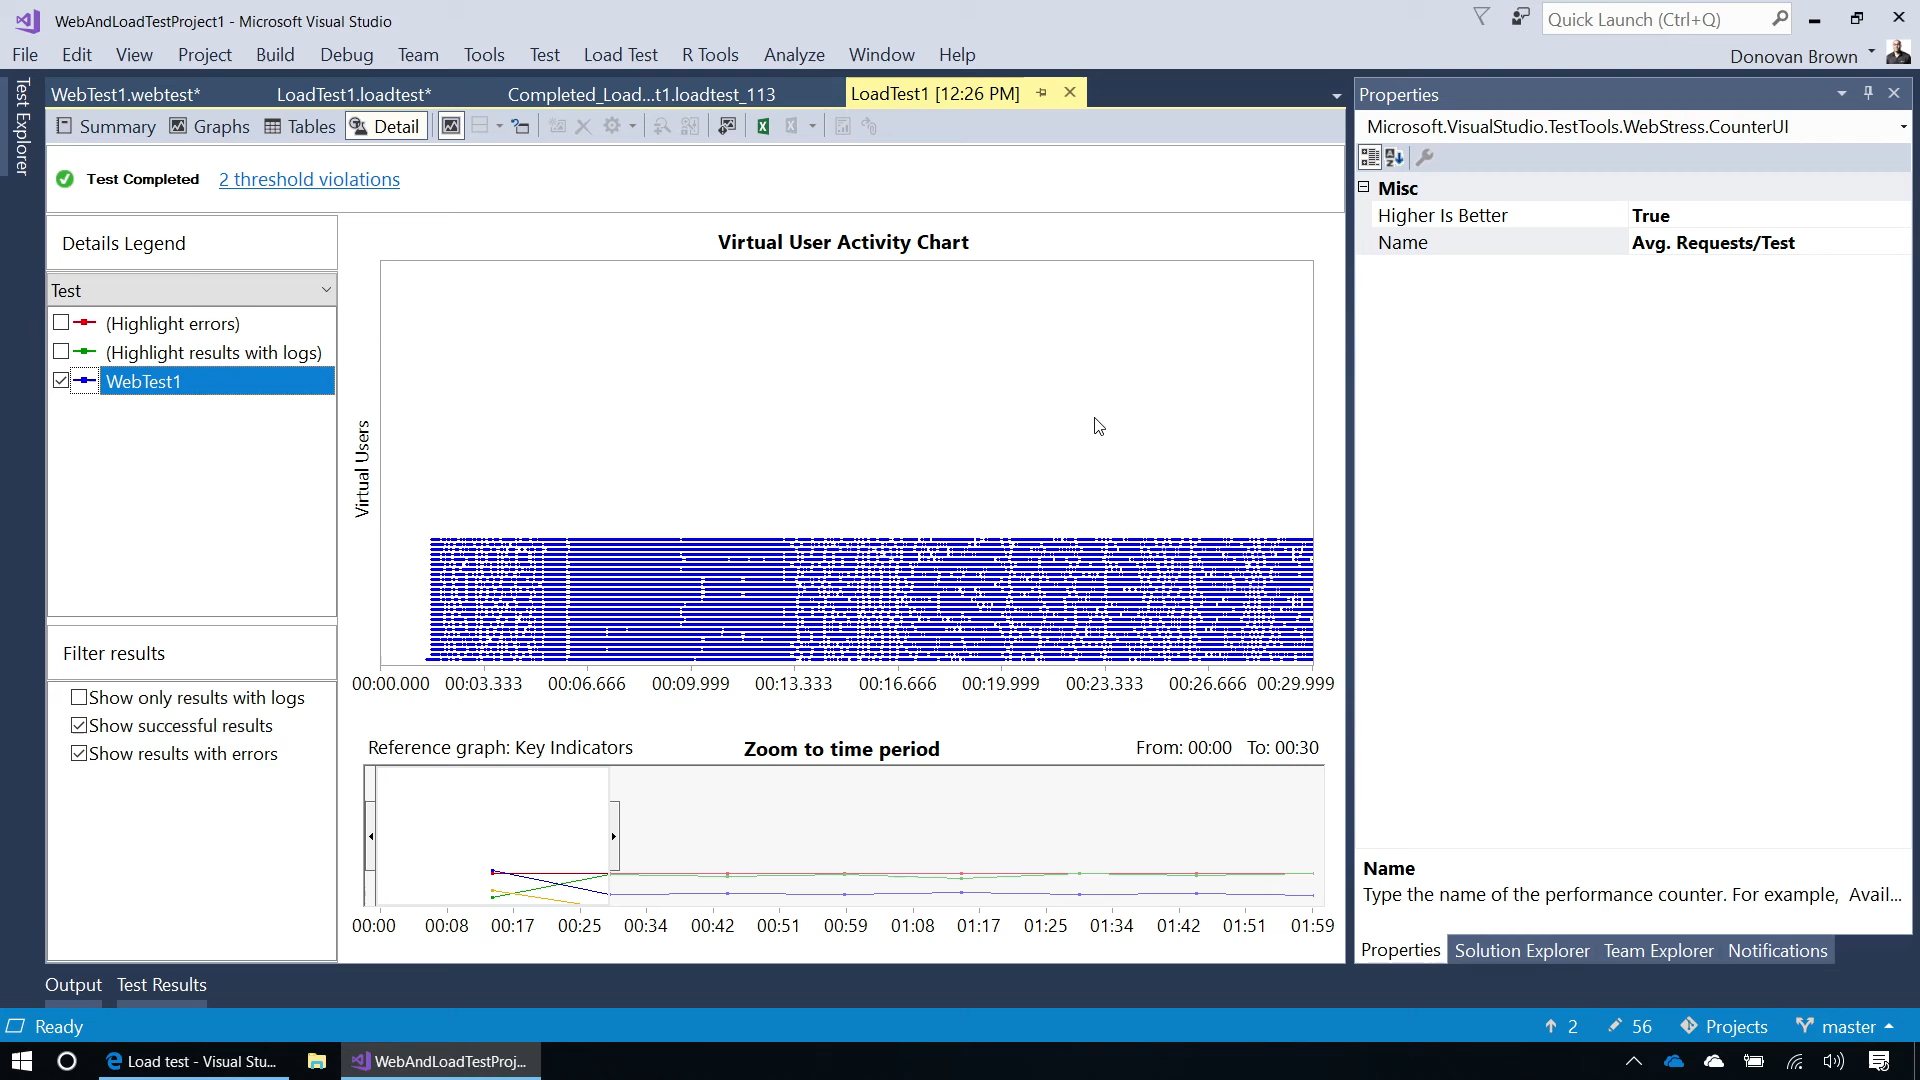 WebAndLoadTestProject1 - Microsoft Visual Studio
Quick Launch (Ctrl+Q)
File Edit View Project Build Debug Team Tools Test Load Test R Tools Analyze Window Help
Donovan Brown
Test Explorer
WebTest1.webtest* LoadTest1.loadtest* Completed_Load...t1.loadtest_113 LoadTest1 [12:26 PM]
Summary Graphs Tables Detail
Test Completed 2 threshold violations
Details Legend
Test
(Highlight errors)
(Highlight results with logs)
WebTest1
Filter results
Show only results with logs
Show successful results
Show results with errors
Virtual User Activity Chart
Virtual Users
00:00.000 00:03.333 00:06.666 00:09.999 00:13.333 00:16.666 00:19.999 00:23.333 00:26.666 00:29.999
Reference graph: Key Indicators Zoom to time period From: 00:00 To: 00:30
00:00 00:08 00:17 00:25 00:34 00:42 00:51 00:59 01:08 01:17 01:25 01:34 01:42 01:51 01:59
Properties
Microsoft.VisualStudio.TestTools.WebStress.CounterUI
Misc
Higher Is Better True
Name Avg. Requests/Test
Name
Type the name of the performance counter. For example, Avail...
Properties Solution Explorer Team Explorer Notifications
Output Test Results
Ready 2 56 Projects master
Load test - Visual Stu... WebAndLoadTestProj...